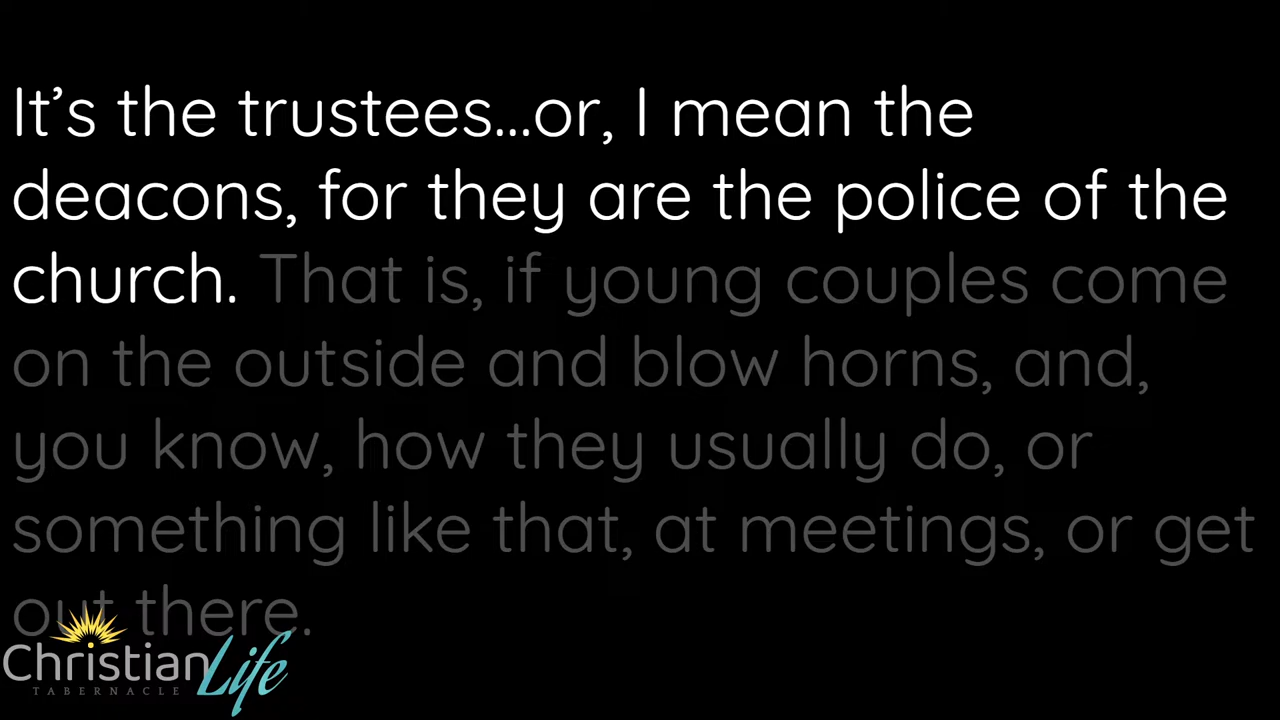 It’s the trustees...or, I mean the
deacons, for they are the police of the
church. That is, if young couples come
on the outside and blow horns, and,
you know, how they usually do, or
something like that, at meetings, or get
out there.
Christian Life
TABERNACLE